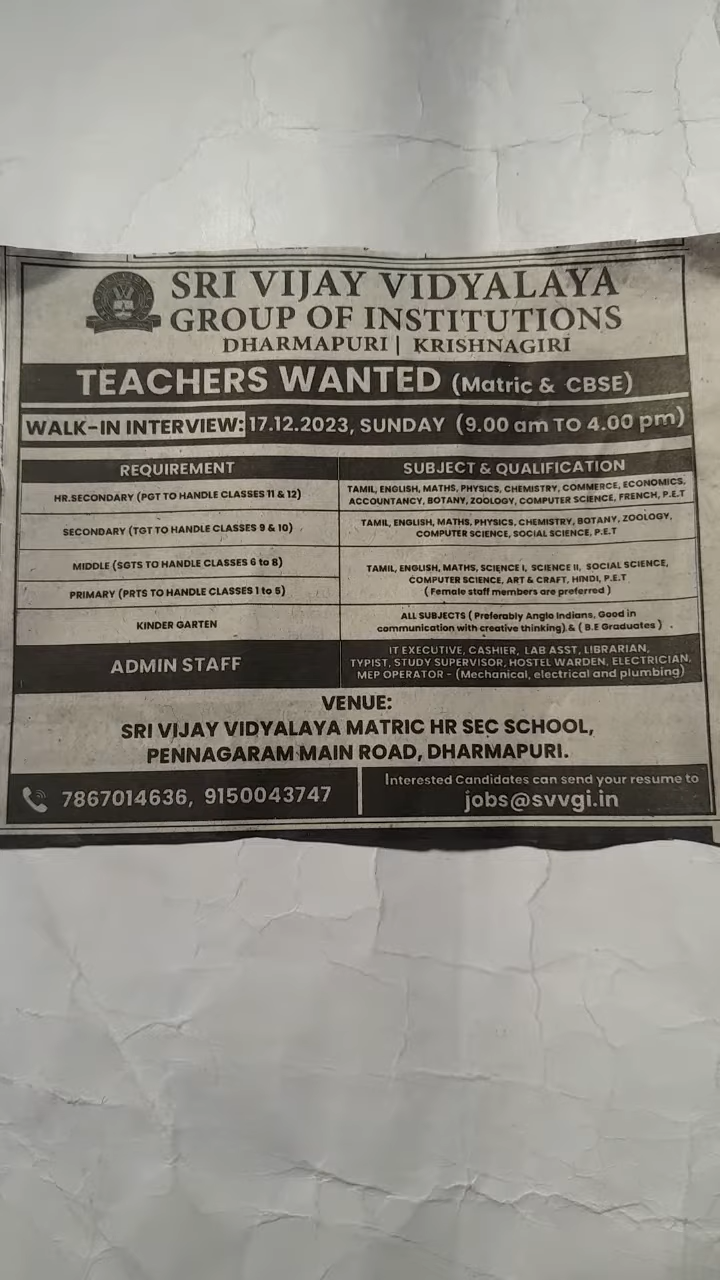 SRI VIJAY VIDYALAYA
GROUP OF INSTITUTIONS
DHARMAPURI | KRISHNAGIRI
TEACHERS WANTED (Matric & CBSE)
WALK-IN INTERVIEW: 17.12.2023, SUNDAY (9.00 am TO 4.00 pm)
REQUIREMENT
SUBJECT & QUALIFICATION
HR.SECONDARY (PGT TO HANDLE CLASSES 11 & 12)
TAMIL, ENGLISH, MATHS, PHYSICS, CHEMISTRY, COMMERCE, ECONOMICS,
ACCOUNTANCY, BOTANY, ZOOLOGY, COMPUTER SCIENCE, FRENCH, P.E.T
SECONDARY (TGT TO HANDLE CLASSES 9 & 10)
TAMIL, ENGLISH, MATHS, PHYSICS, CHEMISTRY, BOTANY, ZOOLOGY,
COMPUTER SCIENCE, SOCIAL SCIENCE, P.E.T
MIDDLE (SGTS TO HANDLE CLASSES 6 to 8)
PRIMARY (PRTS TO HANDLE CLASSES 1 to 5)
TAMIL, ENGLISH, MATHS, SCIENCE I, SCIENCE II, SOCIAL SCIENCE,
COMPUTER SCIENCE, ART & CRAFT, HINDI, P.E.T
( Female staff members are preferred )
KINDER GARTEN
ALL SUBJECTS ( Preferably Anglo Indians, Good in
communication with creative thinking) & ( B.E Graduates ) .
ADMIN STAFF
IT EXECUTIVE, CASHIER, LAB ASST, LIBRARIAN,
TYPIST, STUDY SUPERVISOR, HOSTEL WARDEN, ELECTRICIAN,
MEP OPERATOR - (Mechanical, electrical and plumbing)
VENUE:
SRI VIJAY VIDYALAYA MATRIC HR SEC SCHOOL,
PENNAGARAM MAIN ROAD, DHARMAPURI.
7867014636, 9150043747
Interested Candidates can send your resume to
jobs@svvgi.in